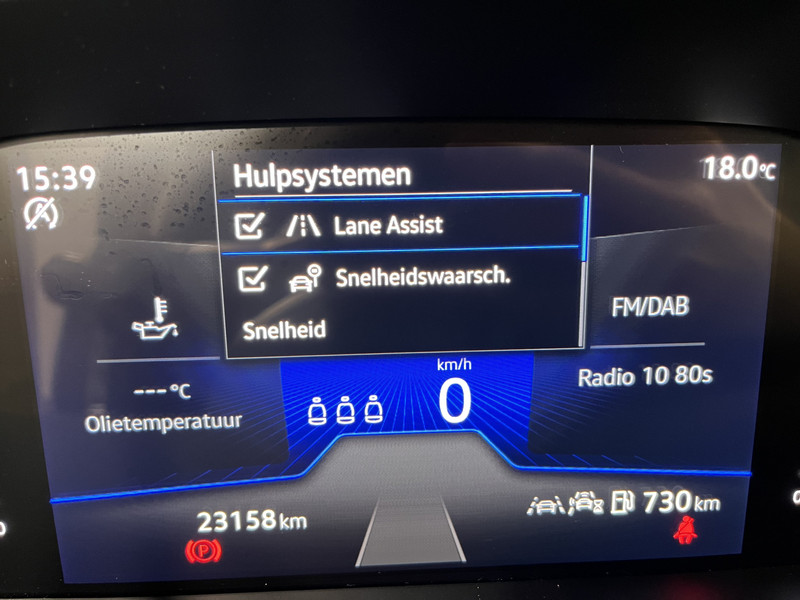 15:39
Hulpsystemen
18.0°C
Lane Assist
Snelheidswaarsch.
Snelheid
FM/DAB
km/h
---°C
0
Radio 10 80s
Olietemperatuur
23158 km
730 km
P